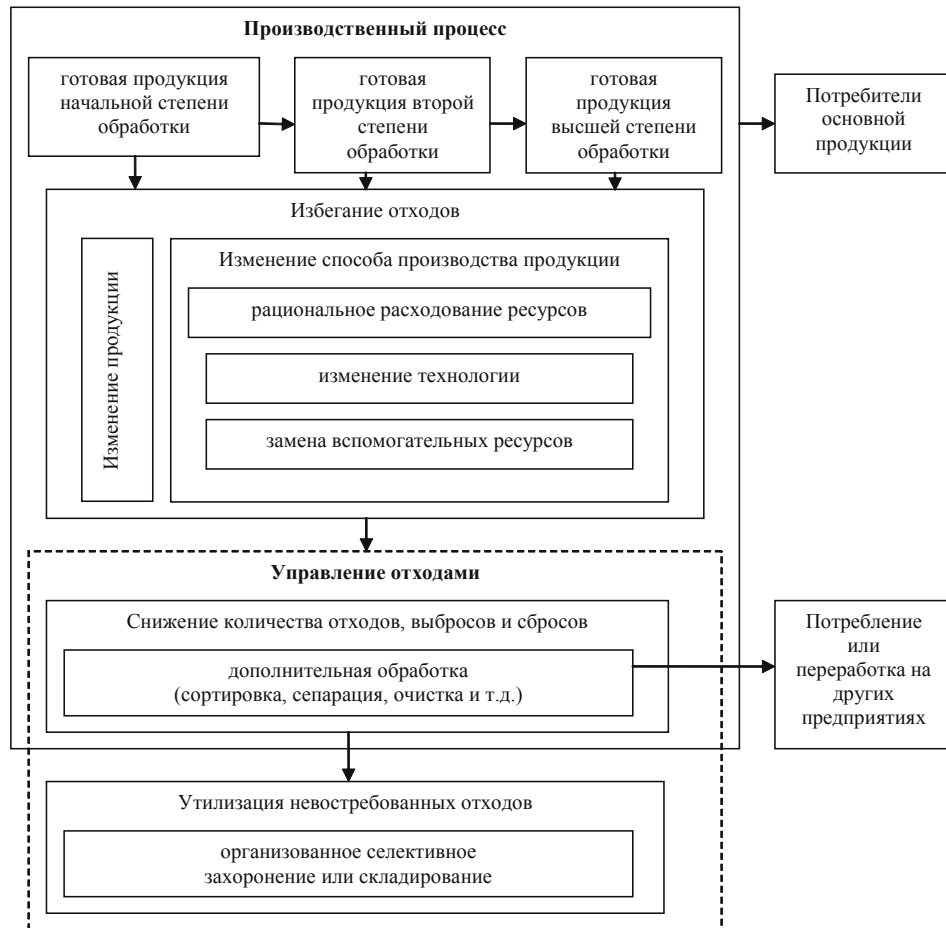 Производственный процесс
готовая продукция
начальной степени
обработки
готовая
продукция второй
степени
обработки
готовая
продукция
высшей степени
обработки
Потребители
основной
продукции
Избегание отходов
Изменение продукции
Изменение способа производства продукции
рациональное расходование ресурсов
изменение технологии
замена вспомогательных ресурсов
Управление отходами
Снижение количества отходов, выбросов и сбросов
дополнительная обработка
(сортировка, сепарация, очистка и т.д.)
Потребление
или
переработка на
других
предприятиях
Утилизация невостребованных отходов
организованное селективное
захоронение или складирование